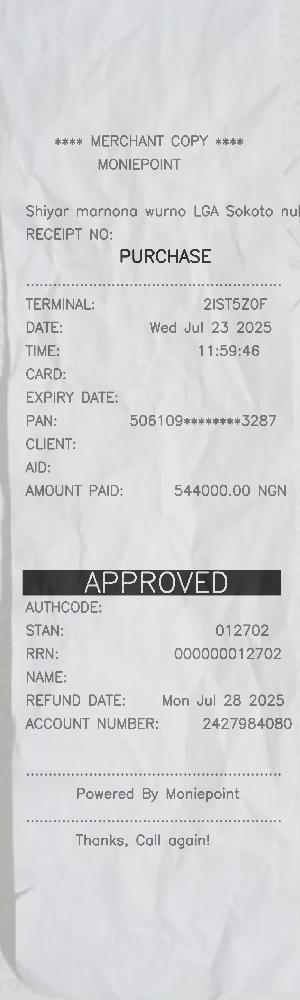 **** MERCHANT COPY ****
MONIEPOINT
Shiyar marnona wurno LGA Sokoto nul
RECEIPT NO:
PURCHASE
TERMINAL: 2IST5Z0F
DATE: Wed Jul 23 2025
TIME: 11:59:46
CARD:
EXPIRY DATE:
PAN: 506109********3287
CLIENT:
AID:
AMOUNT PAID: 544000.00 NGN
APPROVED
AUTHCODE:
STAN: 012702
RRN: 000000012702
NAME:
REFUND DATE: Mon Jul 28 2025
ACCOUNT NUMBER: 2427984080
Powered By Moniepoint
Thanks, Call again!